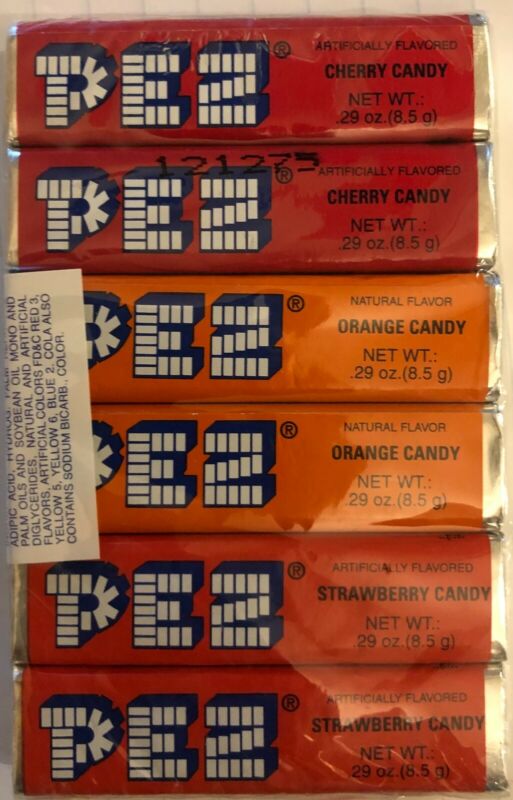 PEZ®
ARTIFICIALLY FLAVORED
CHERRY CANDY
NET WT.:
.29 oz.(8.5 g)
121275
PEZ®
ARTIFICIALLY FLAVORED
CHERRY CANDY
NET WT.:
.29 oz.(8.5 g)
PEZ®
NATURAL FLAVOR
ORANGE CANDY
NET WT.:
.29 oz.(8.5 g)
PEZ®
NATURAL FLAVOR
ORANGE CANDY
NET WT.:
.29 oz.(8.5 g)
PEZ®
ARTIFICIALLY FLAVORED
STRAWBERRY CANDY
NET WT.:
.29 oz.(8.5 g)
PEZ®
ARTIFICIALLY FLAVORED
STRAWBERRY CANDY
NET WT.:
.29 oz.(8.5 g)
ADIPIC ACID, MONO AND
PALM OILS AND SOYBEAN OIL,
DIGLYCERIDES, NATURAL AND ARTIFICIAL
FLAVORS, ARTIFICIAL COLORS FD&C RED 3,
YELLOW 5, YELLOW 6, BLUE 2. COLA ALSO
CONTAINS SODIUM BICARB., COLOR.